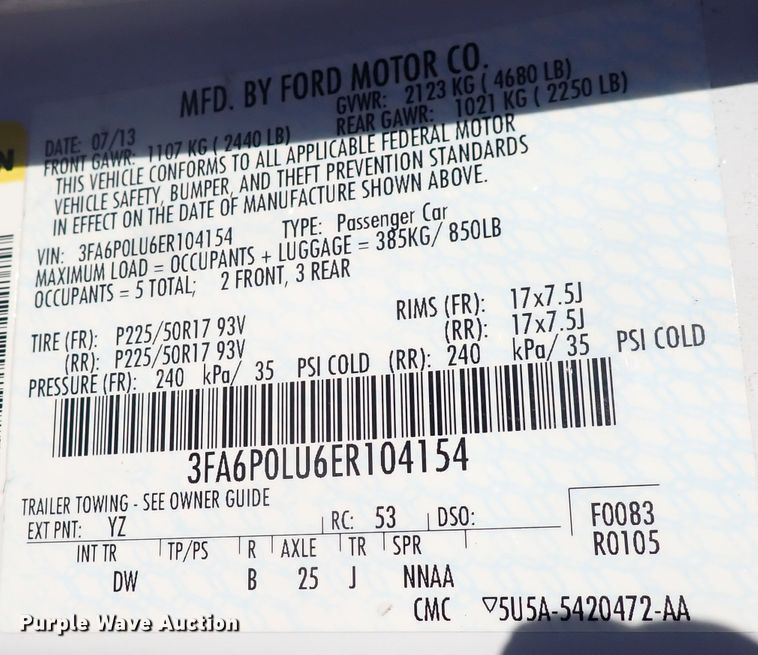 MFD. BY FORD MOTOR CO.
DATE: 07/13 GVWR: 2123 KG ( 4680 LB)
FRONT GAWR: 1107 KG ( 2440 LB) REAR GAWR: 1021 KG ( 2250 LB)
THIS VEHICLE CONFORMS TO ALL APPLICABLE FEDERAL MOTOR
VEHICLE SAFETY, BUMPER, AND THEFT PREVENTION STANDARDS
IN EFFECT ON THE DATE OF MANUFACTURE SHOWN ABOVE.
VIN: 3FA6P0LU6ER104154 TYPE: Passenger Car
MAXIMUM LOAD = OCCUPANTS + LUGGAGE = 385KG/ 850LB
OCCUPANTS = 5 TOTAL; 2 FRONT, 3 REAR
TIRE (FR): P225/50R17 93V RIMS (FR): 17x7.5J
(RR): P225/50R17 93V (RR): 17x7.5J
PRESSURE (FR): 240 kPa/ 35 PSI COLD (RR): 240 kPa/ 35 PSI COLD
3FA6P0LU6ER104154
TRAILER TOWING - SEE OWNER GUIDE
EXT PNT: YZ RC: 53 DSO: F0083
INT TR TP/PS R AXLE TR SPR R0105
DW B 25 J NNAA
CMC ▽5U5A-5420472-AA
N
Purple Wave Auction